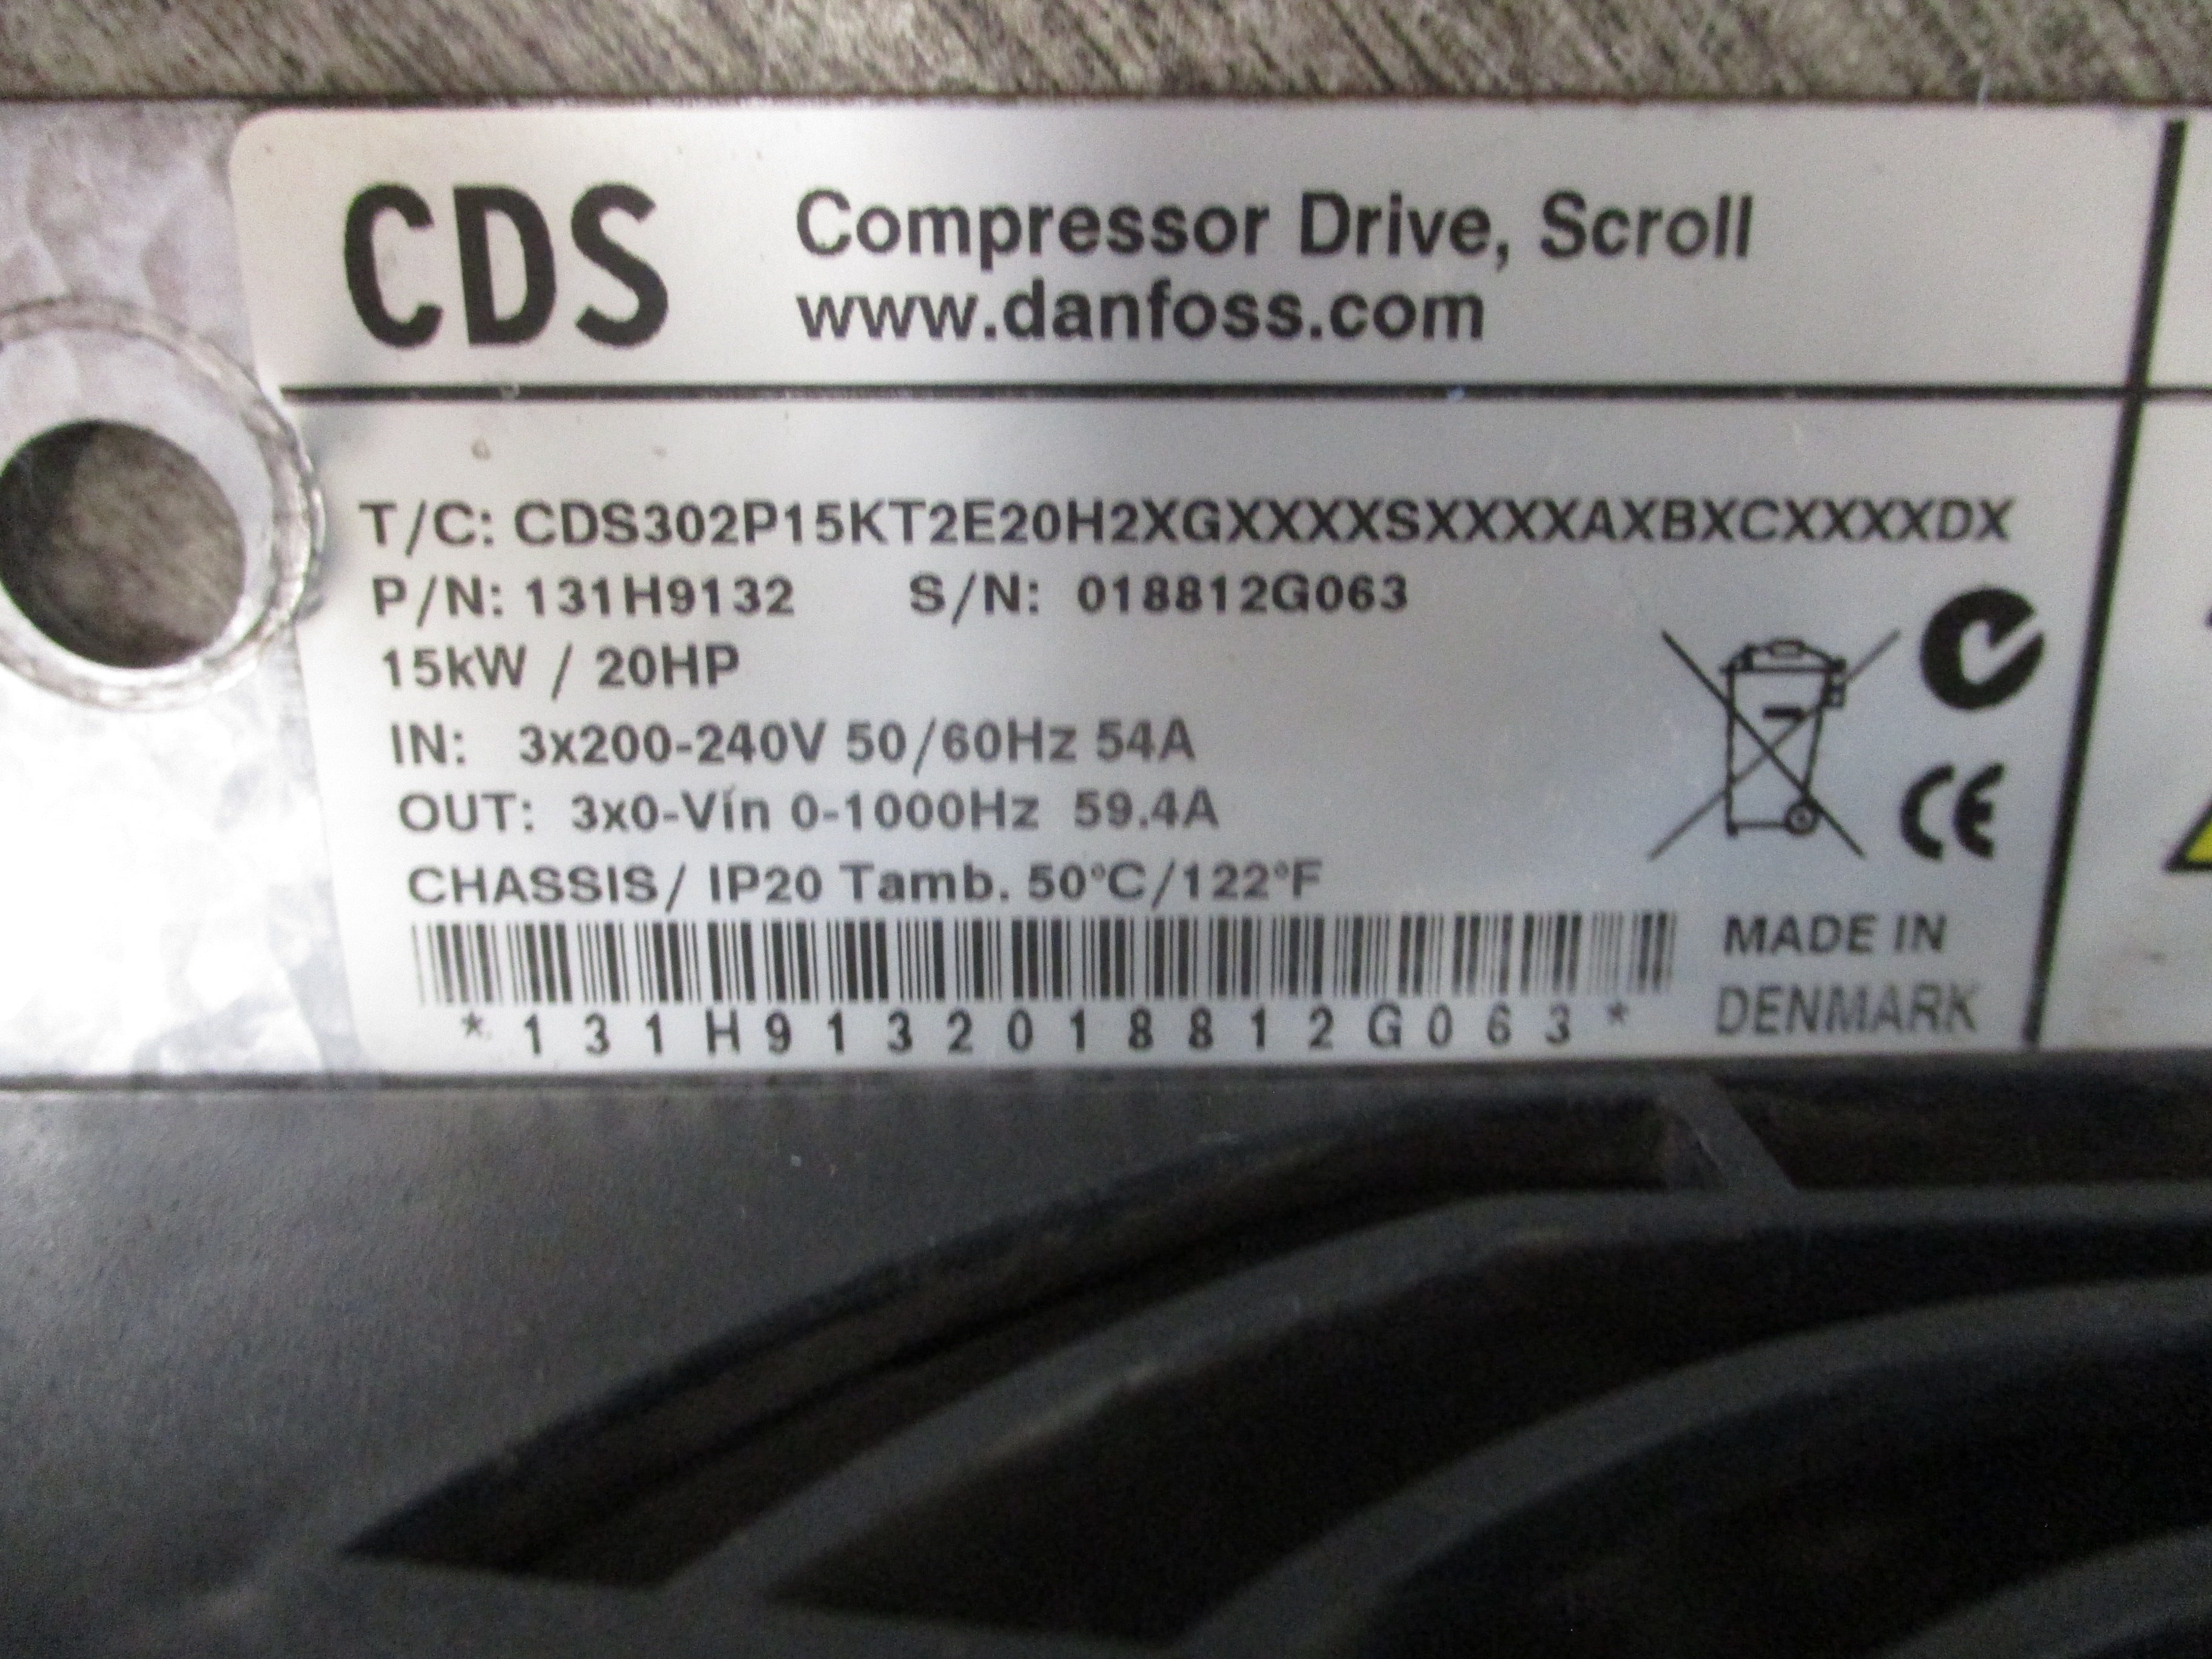 CDS
Compressor Drive, Scroll
www.danfoss.com
T/C: CDS302P15KT2E20H2XGXXXXSXXXXAXBXCXXXXDX
P/N: 131H9132 S/N: 018812G063
15kW / 20HP
IN: 3x200-240V 50/60Hz 54A
OUT: 3x0-Vin 0-1000Hz 59.4A
CHASSIS/ IP20 Tamb. 50°C/122°F
*131H9132018812G063*
CE
MADE IN
DENMARK